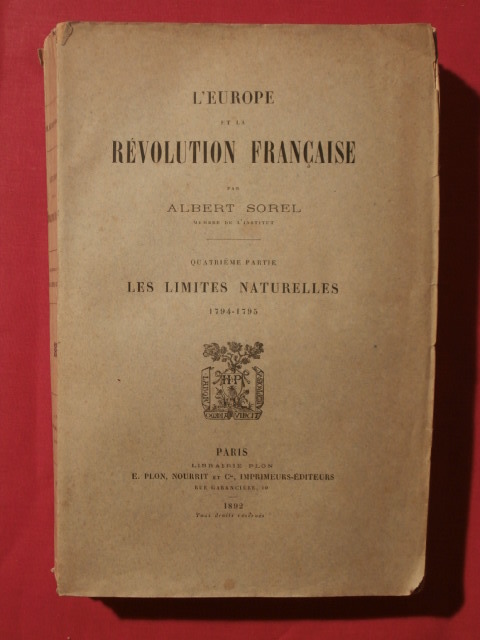 L'EUROPE
ET LA
RÉVOLUTION FRANÇAISE
PAR
ALBERT SOREL
MEMBRE DE L'INSTITUT
QUATRIÈME PARTIE
LES LIMITES NATURELLES
1794-1795
HP
PARIS
LIBRAIRIE PLON
E. PLON, NOURRIT ET Cie, IMPRIMEURS-ÉDITEURS
RUE GARANCIÈRE, 10
1892
Tous droits réservés